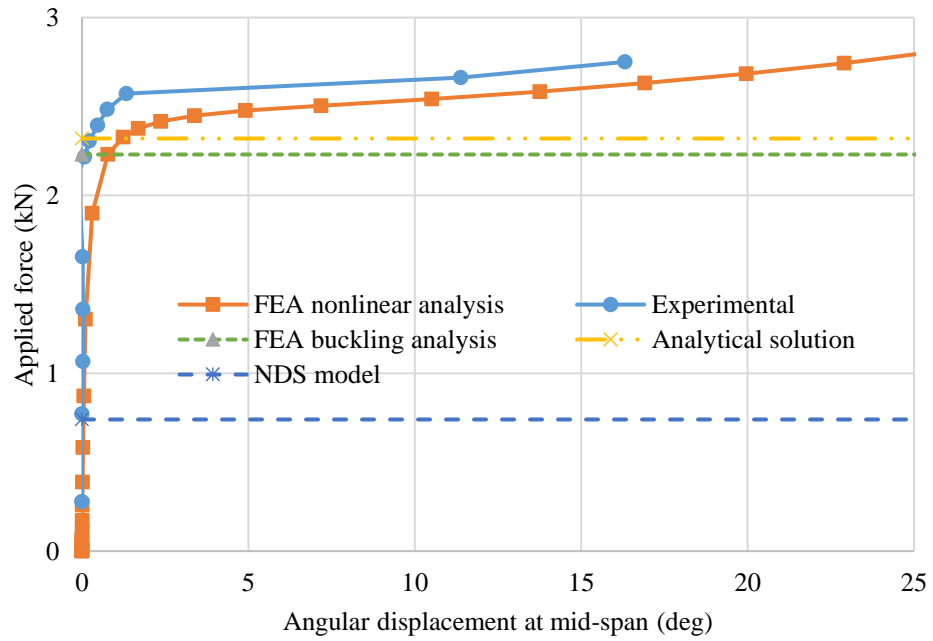 3
2
1
0
Applied force (kN)
FEA nonlinear analysis
Experimental
FEA buckling analysis
Analytical solution
NDS model
0 5 10 15 20 25
Angular displacement at mid-span (deg)